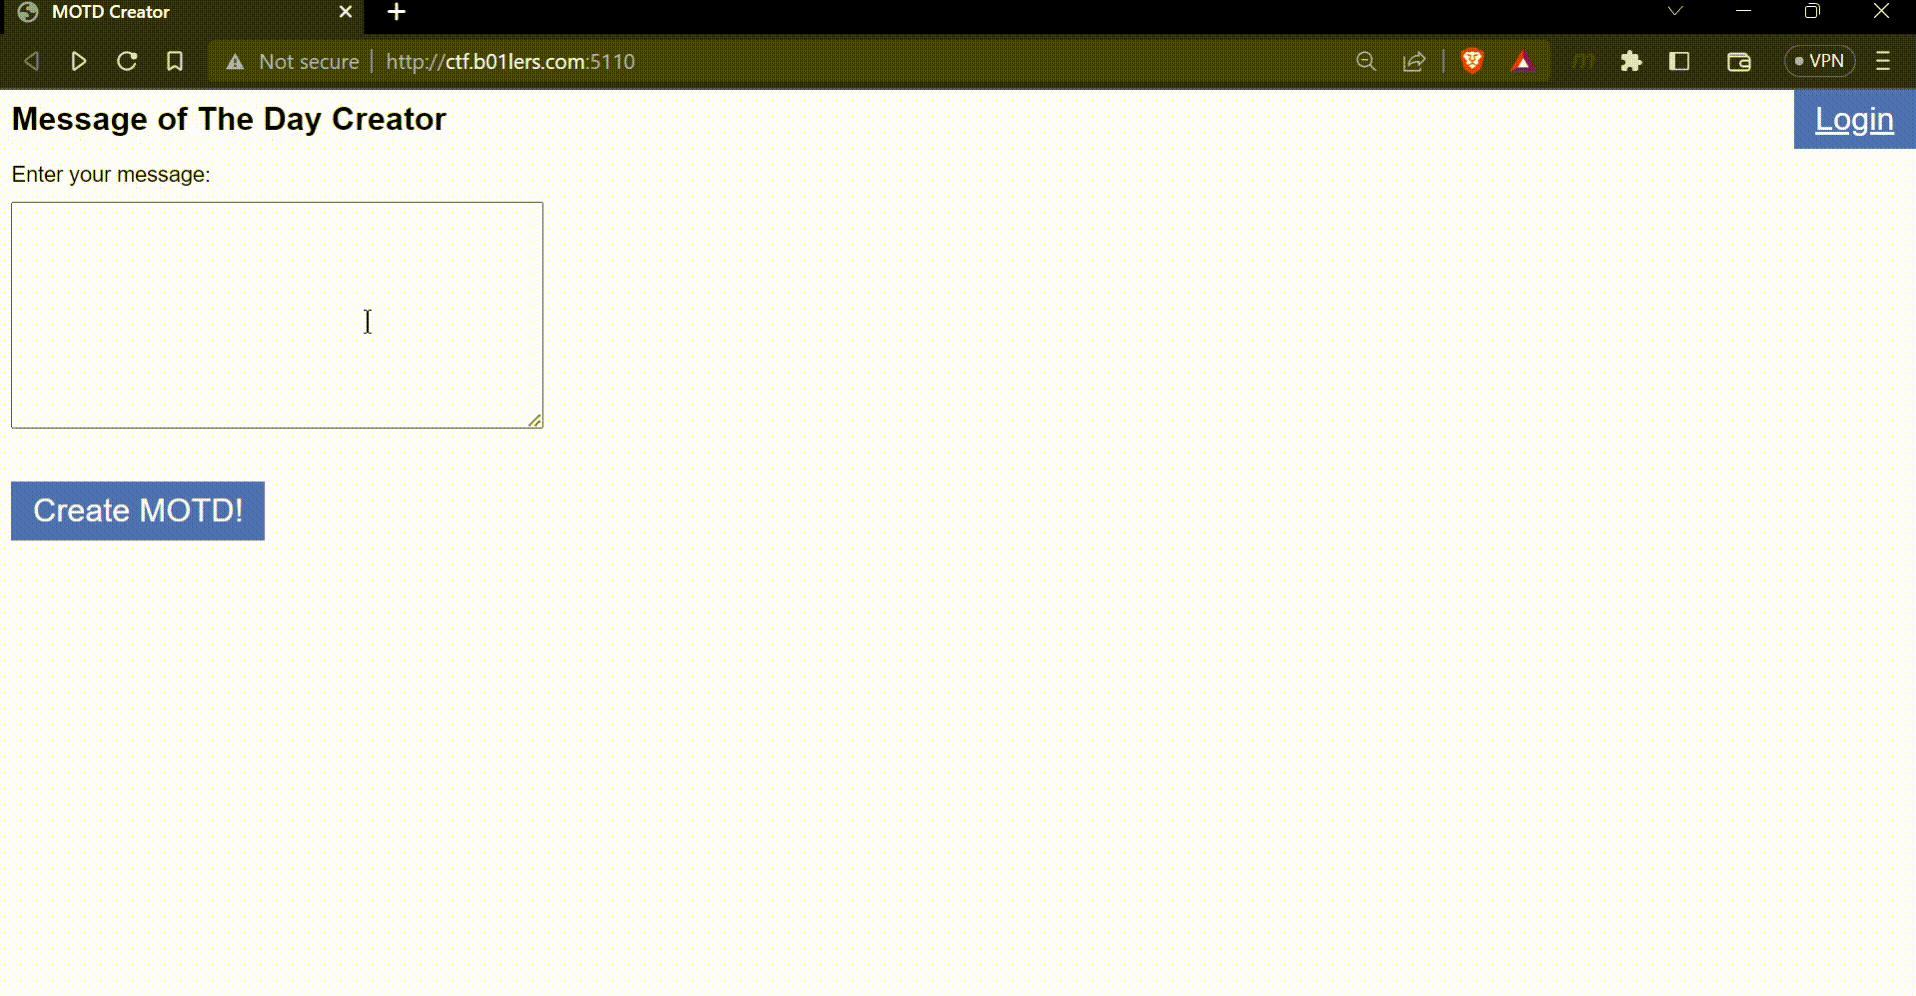 MOTD Creator
Not secure http://ctf.b01lers.com:5110
VPN
Message of The Day Creator
Login
Enter your message:
Create MOTD!